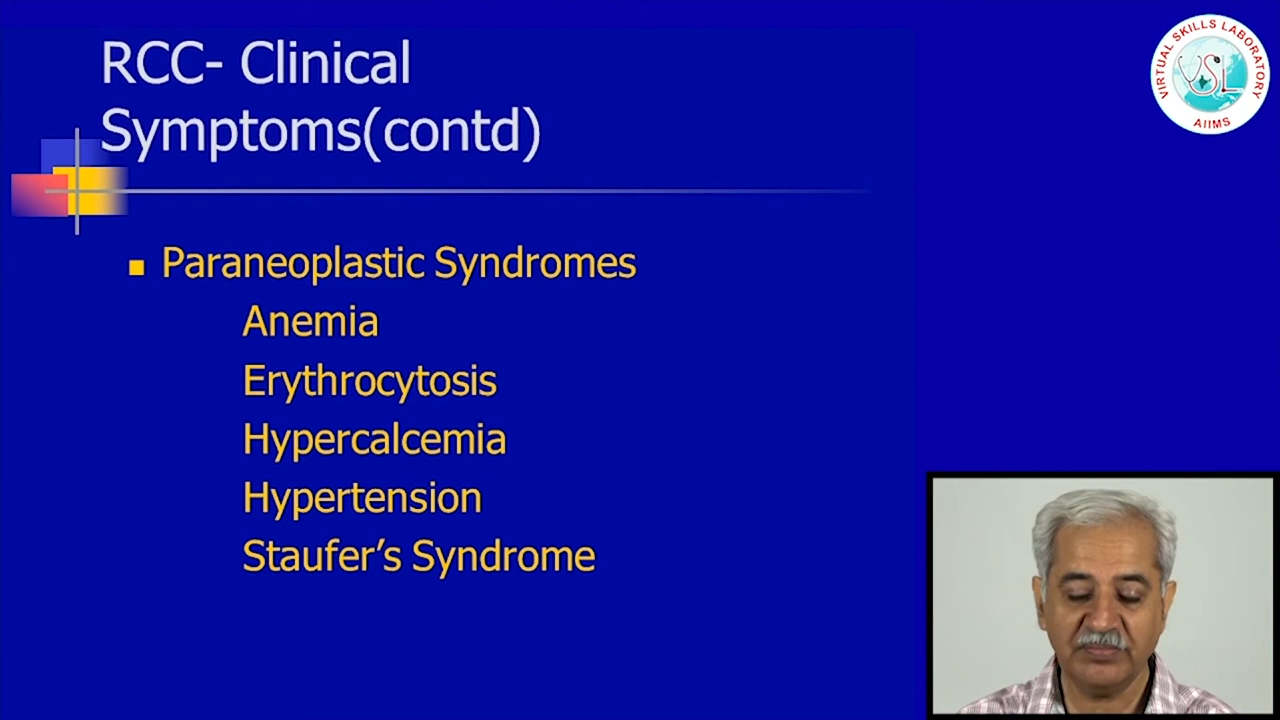 RCC- Clinical
Symptoms(contd)
VIRTUAL SKILLS LABORATORY
VSL
AIIMS
Paraneoplastic Syndromes
Anemia
Erythrocytosis
Hypercalcemia
Hypertension
Staufer’s Syndrome